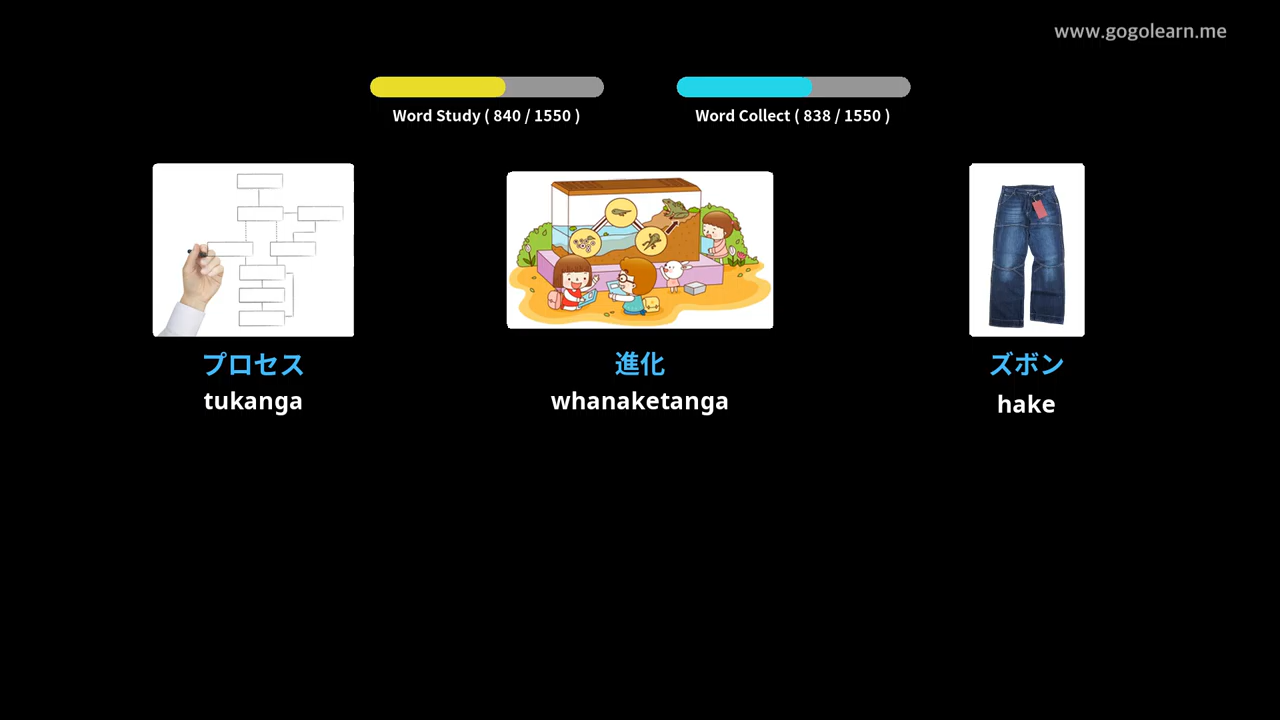 www.gogolearn.me
Word Study ( 840 / 1550 )
Word Collect ( 838 / 1550 )
プロセス
tukanga
進化
whanaketanga
ズボン
hake